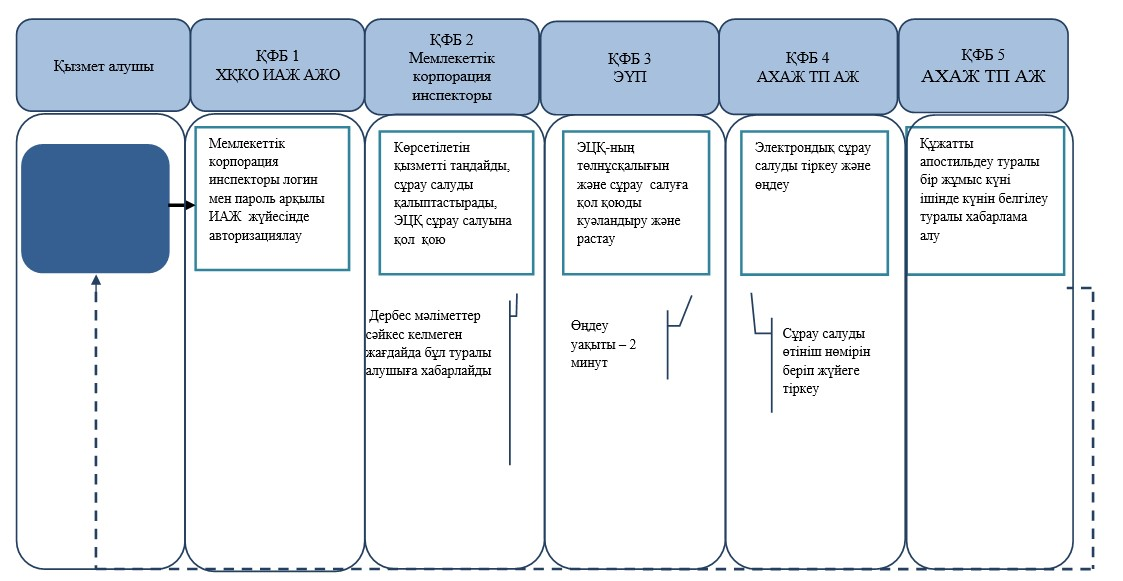 Қызмет алушы
ҚФБ 1
ХҚКО ИАЖ АЖО
ҚФБ 2
Мемлекеттік
корпорация
инспекторы
ҚФБ 3
ЭҮП
ҚФБ 4
АХАЖ ТП АЖ
ҚФБ 5
АХАЖ ТП АЖ
Мемлекеттік
корпорация
инспекторы логин
мен пароль арқылы
ИАЖ жүйесінде
авторизациялау
Көрсетілетін
қызметті таңдайды,
сұрау салуды
қалыптастырады,
ЭЦҚ сұрау салуына
қол қою
ЭЦҚ-ның
төлнұсқалығын
және сұрау салуға
қол қоюды
куәландыру және
растау
Электрондық сұрау
салуды тіркеу және
өңдеу
Құжатты
апостильдеу туралы
бір жұмыс күні
ішінде күнін белгілеу
туралы хабарлама
алу
Дербес мәліметтер
сәйкес келмеген
жағдайда бұл туралы
алушыға хабарлайды
Өңдеу
уақыты – 2
минут
Сұрау салуды
өтініш нөмірін
беріп жүйеге
тіркеу